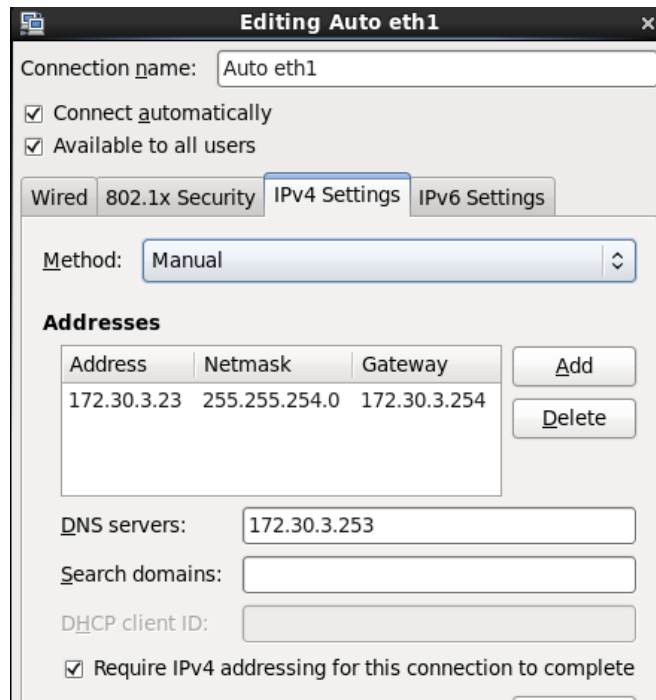 Editing Auto eth1
Connection name: Auto eth1
Connect automatically
Available to all users
Wired 802.1x Security IPv4 Settings IPv6 Settings
Method: Manual
Addresses
Address Netmask Gateway Add
172.30.3.23 255.255.254.0 172.30.3.254
Delete
DNS servers: 172.30.3.253
Search domains:
DHCP client ID:
Require IPv4 addressing for this connection to complete